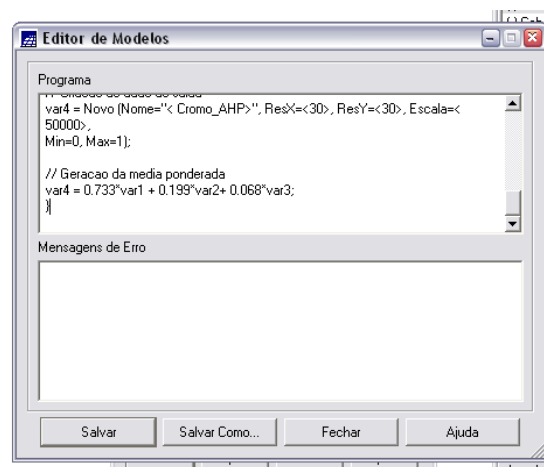 Editor de Modelos
Programa
var4 = Novo (Nome="< Cromo_AHP>", ResX=<30>, ResY=<30>, Escala=<
50000>,
Min=0, Max=1);
// Geracao da media ponderada
var4 = 0.733*var1 + 0.199*var2+ 0.068*var3;
}
Mensagens de Erro
Salvar
Salvar Como...
Fechar
Ajuda